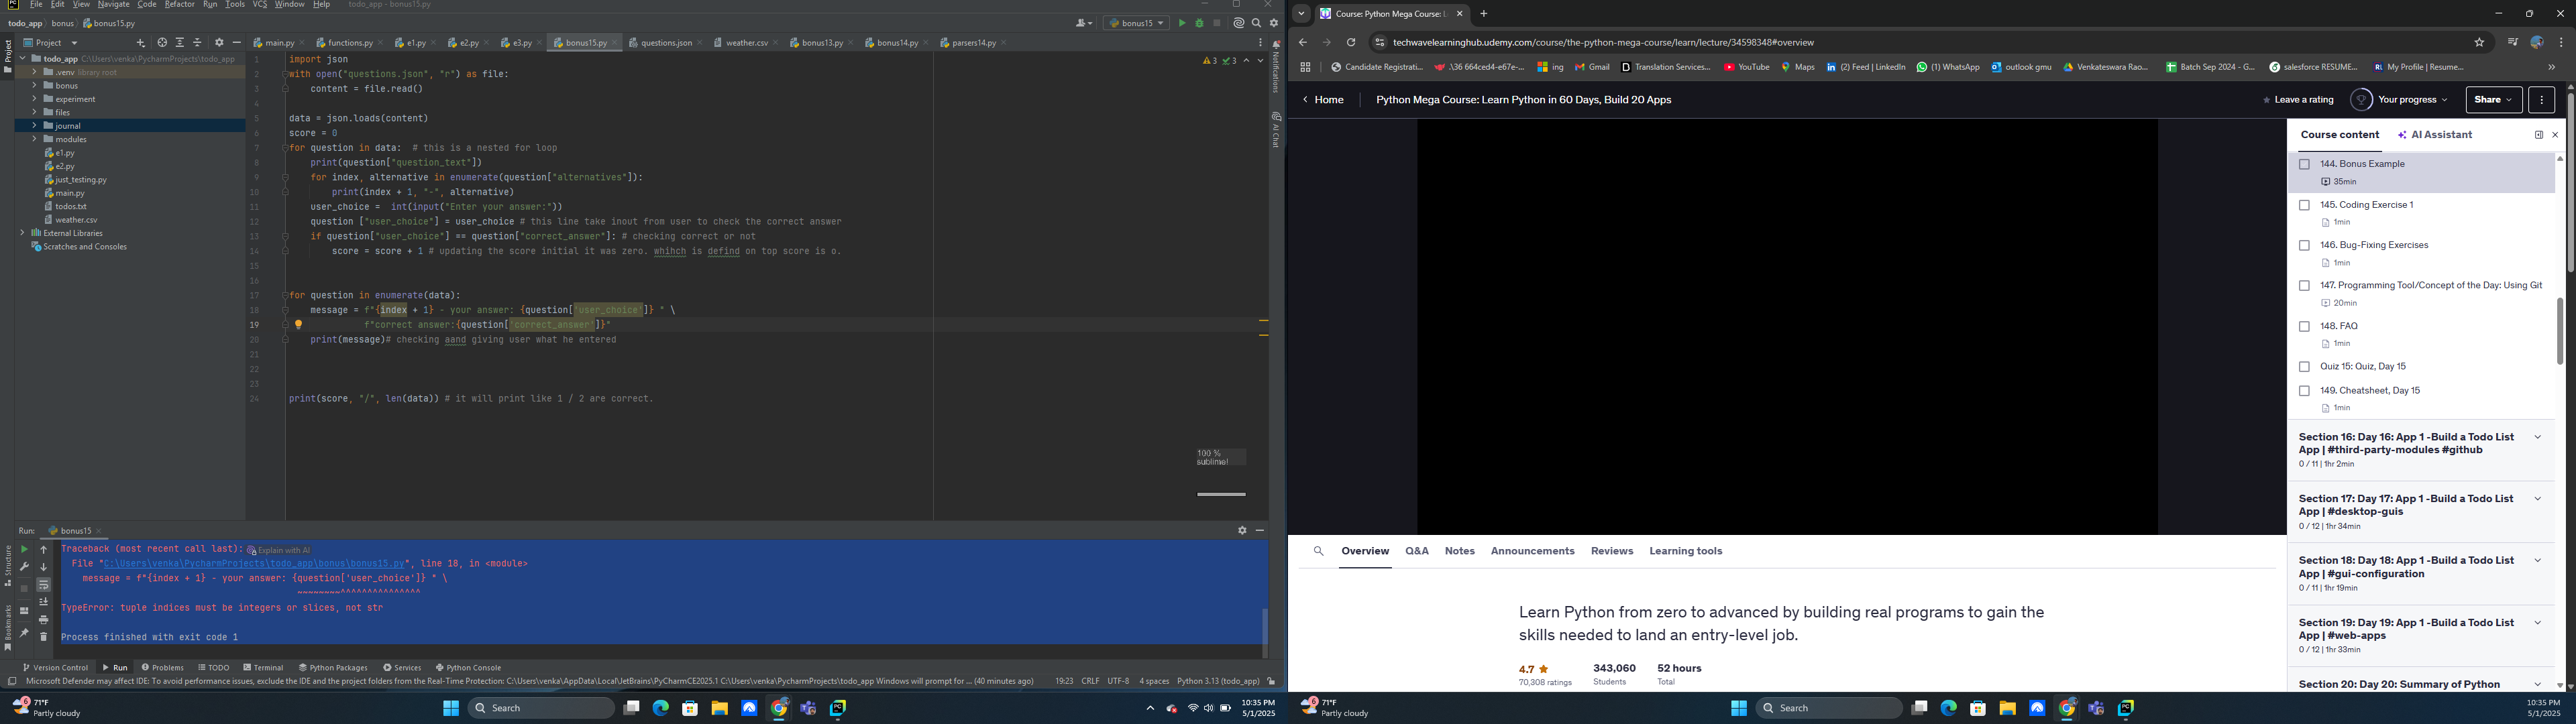 File Edit View Navigate Code Refactor Run Tools VCS Window Help todo_app - bonus15.py
todo_app bonus bonus15.py
bonus15
Project
main.py functions.py e1.py e2.py e3.py bonus15.py questions.json weather.csv bonus13.py bonus14.py parsers14.py
todo_app C:\Users\venka\PycharmProjects\todo_app
.venv library root
bonus
experiment
files
journal
modules
e1.py
e2.py
just_testing.py
main.py
todos.txt
weather.csv
External Libraries
Scratches and Consoles
Project
Structure
Bookmarks
Notifications
AI Chat
3 3
1 import json
2 with open("questions.json", "r") as file:
3 content = file.read()
4
5 data = json.loads(content)
6 score = 0
7 for question in data: # this is a nested for loop
8 print(question["question_text"])
9 for index, alternative in enumerate(question["alternatives"]):
10 print(index + 1, "-", alternative)
11 user_choice = int(input("Enter your answer:"))
12 question ["user_choice"] = user_choice # this line take inout from user to check the correct answer
13 if question["user_choice"] == question["correct_answer"]: # checking correct or not
14 score = score + 1 # updating the score initial it was zero. whihch is defind on top score is o.
15
16
17 for question in enumerate(data):
18 message = f"{index + 1} - your answer: {question['user_choice']} " \
19 f"correct answer:{question['correct_answer']}"
20 print(message)# checking aand giving user what he entered
21
22
23
24 print(score, "/", len(data)) # it will print like 1 / 2 are correct.
100 %
sublime!
Run: bonus15
Traceback (most recent call last): Explain with AI
File "C:\Users\venka\PycharmProjects\todo_app\bonus\bonus15.py", line 18, in <module>
message = f"{index + 1} - your answer: {question['user_choice']} " \
~~~~~~~~^^^^^^^^^^^^^^^
TypeError: tuple indices must be integers or slices, not str
Process finished with exit code 1
Version Control Run Problems TODO Terminal Python Packages Services Python Console
Microsoft Defender may affect IDE: To avoid performance issues, exclude the IDE and the project folders from the Real-Time Protection: C:\Users\venka\AppData\Local\JetBrains\PyCharmCE2025.1 C:\Users\venka\PycharmProjects\todo_app Windows will prompt for ... (40 minutes ago) 19:23 CRLF UTF-8 4 spaces Python 3.13 (todo_app)
71°F
Partly cloudy
Search
10:35 PM
5/1/2025
Course: Python Mega Course: L
techwavelearninghub.udemy.com/course/the-python-mega-course/learn/lecture/34598348#overview
Candidate Registrati... .\36 664ced4-e67e-... ing Gmail Translation Services... YouTube Maps (2) Feed | LinkedIn (1) WhatsApp outlook gmu Venkateswara Rao... Batch Sep 2024 - G... salesforce RESUME... My Profile | Resume...
Home Python Mega Course: Learn Python in 60 Days, Build 20 Apps Leave a rating Your progress Share
Course content AI Assistant
144. Bonus Example
35min
145. Coding Exercise 1
1min
146. Bug-Fixing Exercises
1min
147. Programming Tool/Concept of the Day: Using Git
20min
148. FAQ
1min
Quiz 15: Quiz, Day 15
149. Cheatsheet, Day 15
1min
Section 16: Day 16: App 1 -Build a Todo List
App | #third-party-modules #github
0 / 11 | 1hr 2min
Section 17: Day 17: App 1 -Build a Todo List
App | #desktop-guis
0 / 12 | 1hr 34min
Section 18: Day 18: App 1 -Build a Todo List
App | #gui-configuration
0 / 11 | 1hr 19min
Section 19: Day 19: App 1 -Build a Todo List
App | #web-apps
0 / 12 | 1hr 33min
Section 20: Day 20: Summary of Python
Overview Q&A Notes Announcements Reviews Learning tools
Learn Python from zero to advanced by building real programs to gain the
skills needed to land an entry-level job.
4.7 343,060 52 hours
70,308 ratings Students Total
71°F
Partly cloudy
Search
10:35 PM
5/1/2025